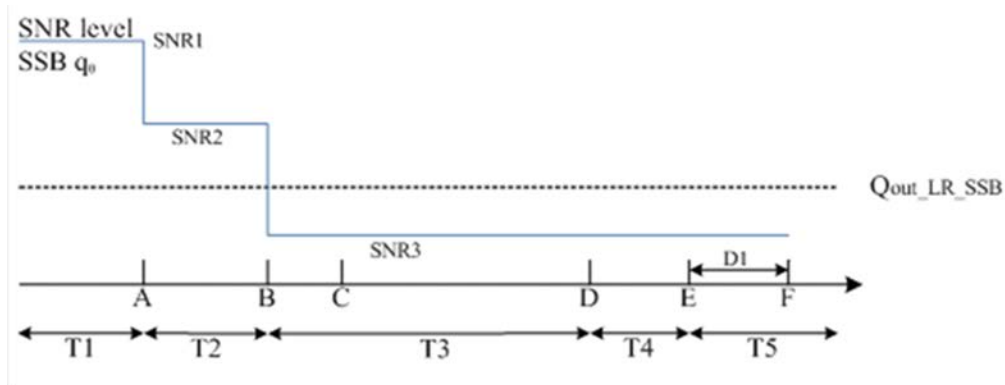 SNR level
SNR1
SSB q₀
SNR2
Qout_LR_SSB
SNR3
D1
A B C D E F
T1 T2 T3 T4 T5